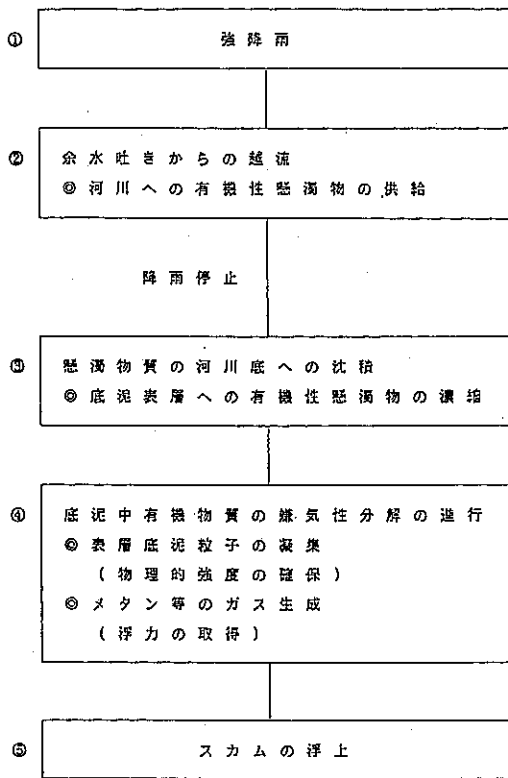 ① 強降雨
② 余水吐きからの越流
◎ 河川への有機性懸濁物の供給
降雨停止
③ 懸濁物質の河川底への沈積
◎ 底泥表層への有機性懸濁物の濃縮
④ 底泥中有機物質の嫌気性分解の進行
◎ 表層底泥粒子の凝集
(物理的強度の確保)
◎ メタン等のガス生成
(浮力の取得)
⑤ スカムの浮上